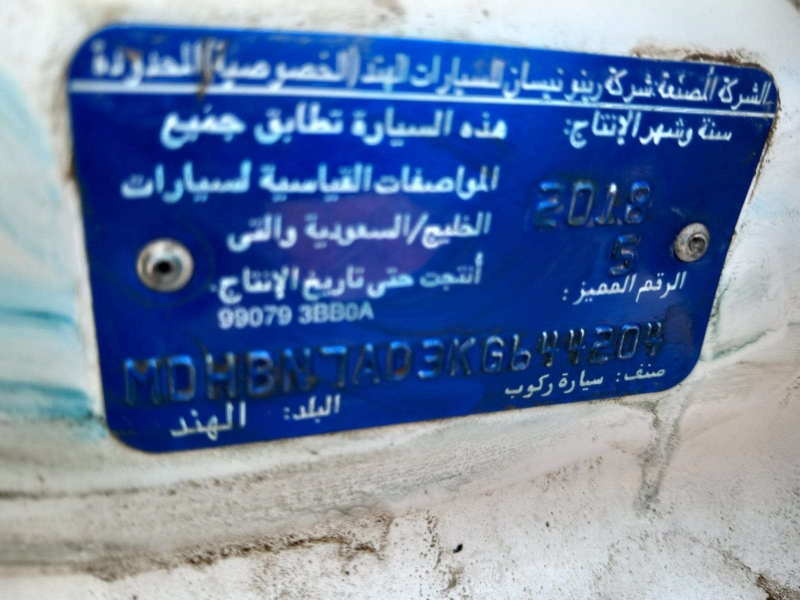 الشركة المصنعة: شركة رينو نيسان للسيارات الهند (الخصوصية) المحدودة
سنة وشهر الإنتاج:
2018
5
هذه السيارة تطابق جميع
المواصفات القياسية لسيارات
الخليج/السعودية والتى
أنتجت حتى تاريخ الإنتاج.
99079 3BB0A
الرقم المميز:
MDHBN7AD3KG644204
صنف: سيارة ركوب
البلد: الهند